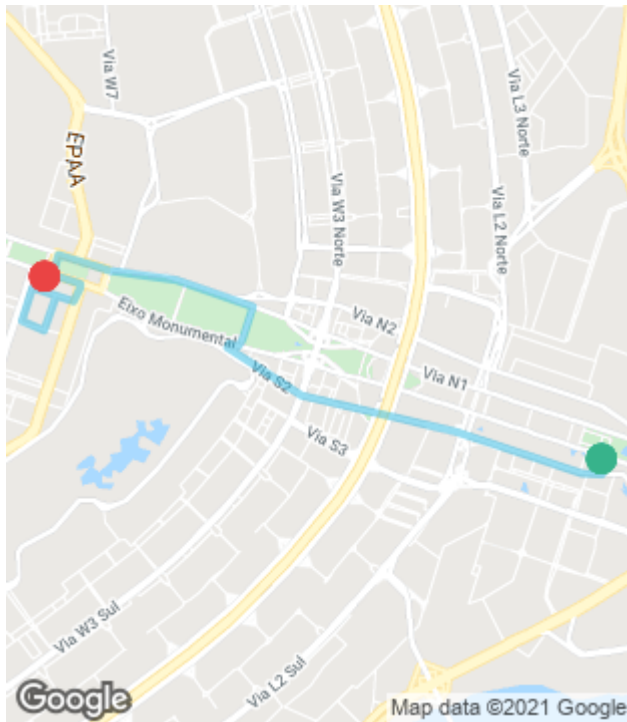 Via W7
Via L3 Norte
EPAA
Via W3 Norte
Via L2 Norte
Eixo Monumental
Via N2
Via N1
Via S2
Via S3
Via W3 Sul
Via L2 Sul
Google
Map data ©2021 Google